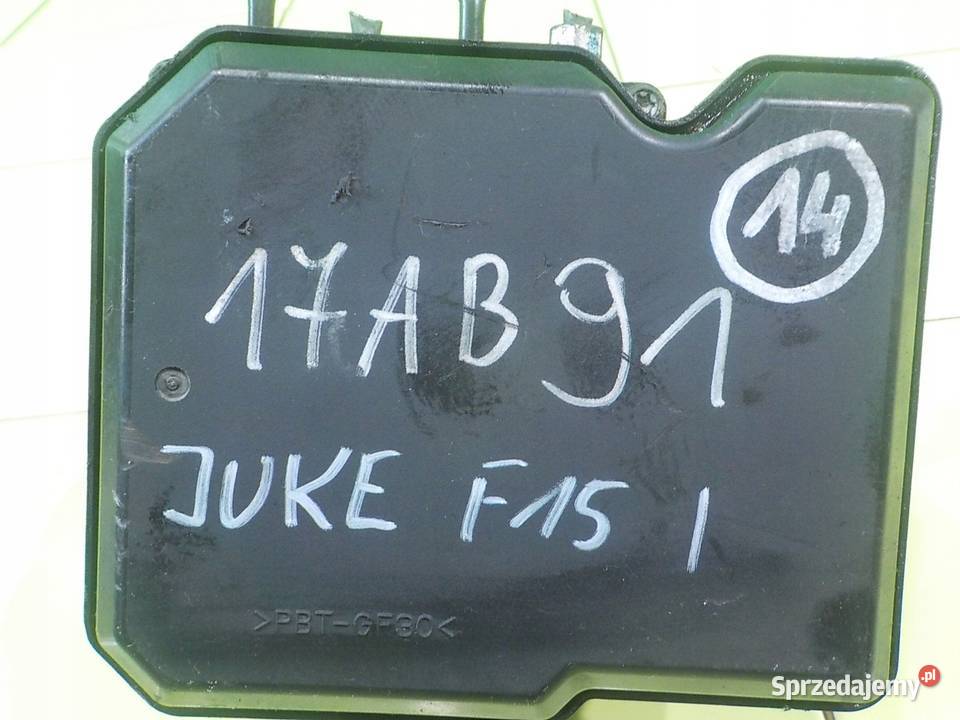 14
17AB91
JUKE F15 I
>PBT-GF30<
Sprzedajemy.pl